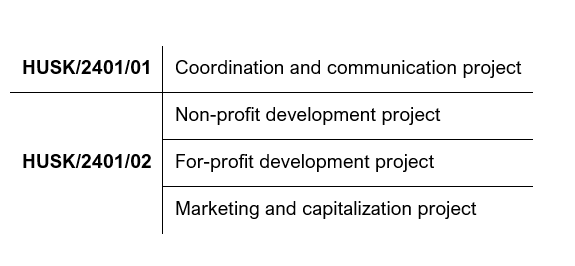 HUSK/2401/01
Coordination and communication project
HUSK/2401/02
Non-profit development project
For-profit development project
Marketing and capitalization project